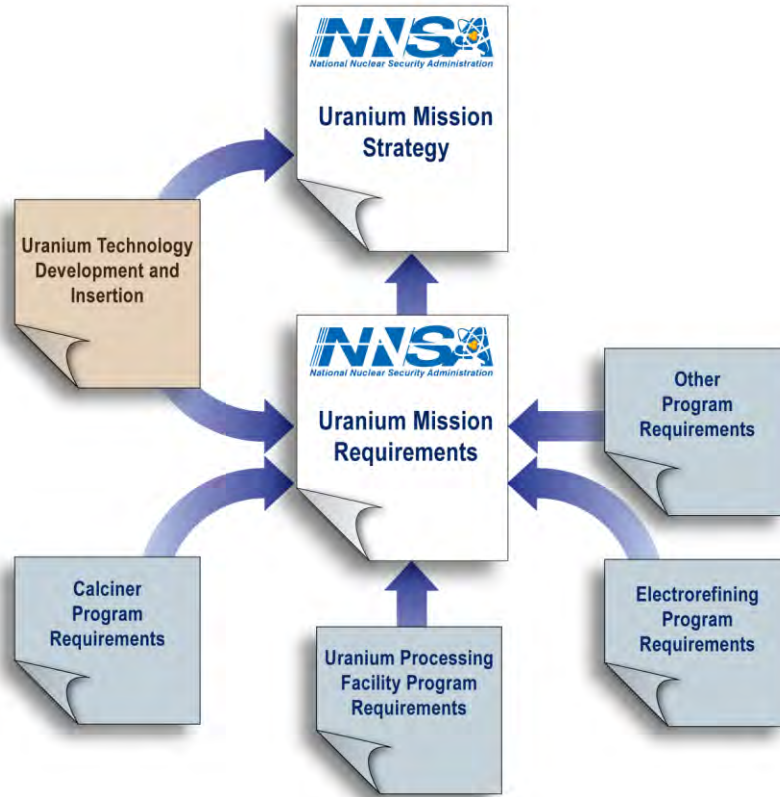 NNSA
National Nuclear Security Administration
Uranium Mission
Strategy
Uranium Technology
Development and
Insertion
NNSA
National Nuclear Security Administration
Uranium Mission
Requirements
Other
Program
Requirements
Calciner
Program
Requirements
Uranium Processing
Facility Program
Requirements
Electrorefining
Program
Requirements